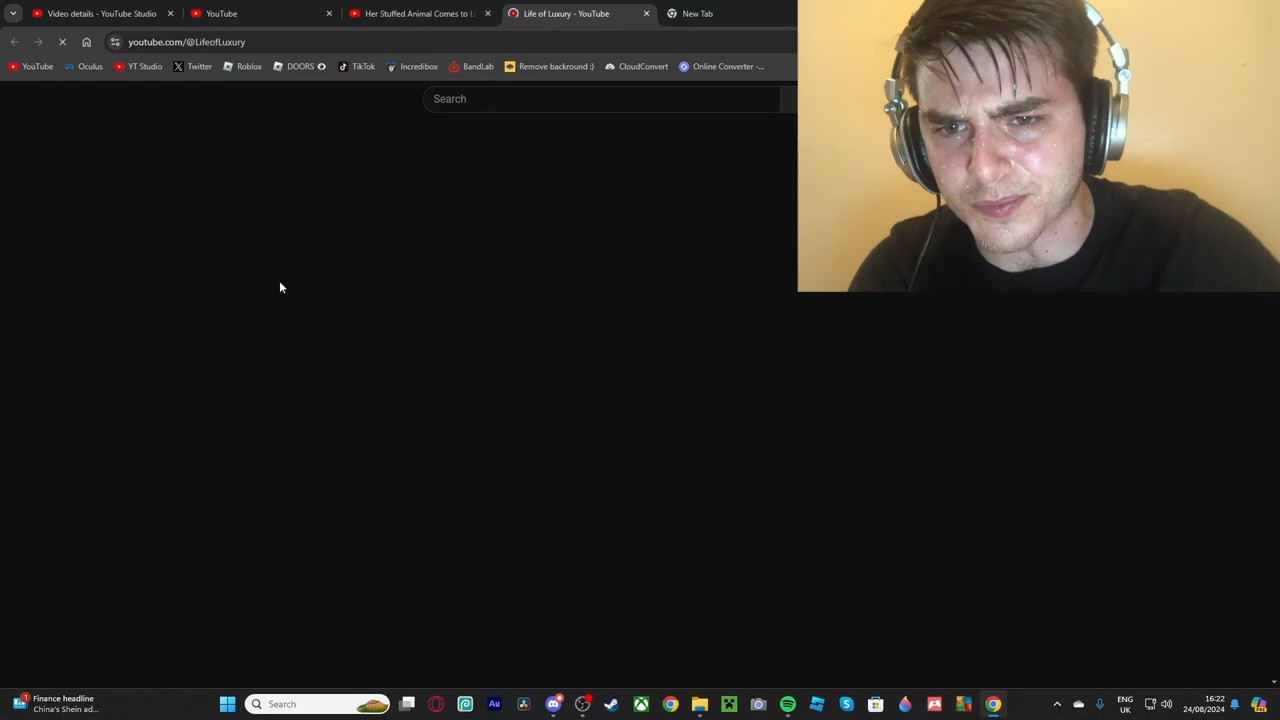 Video details - YouTube Studio
YouTube
Her Stuffed Animal Comes to L
Life of Luxury - YouTube
New Tab
youtube.com/@LifeofLuxury
YouTube
Oculus
YT Studio
Twitter
Roblox
DOORS
TikTok
Incredibox
BandLab
Remove backround :)
CloudConvert
Online Converter -...
Search
1
Finance headline
China's Shein ad...
Search
Au
ENG
UK
16:22
24/08/2024